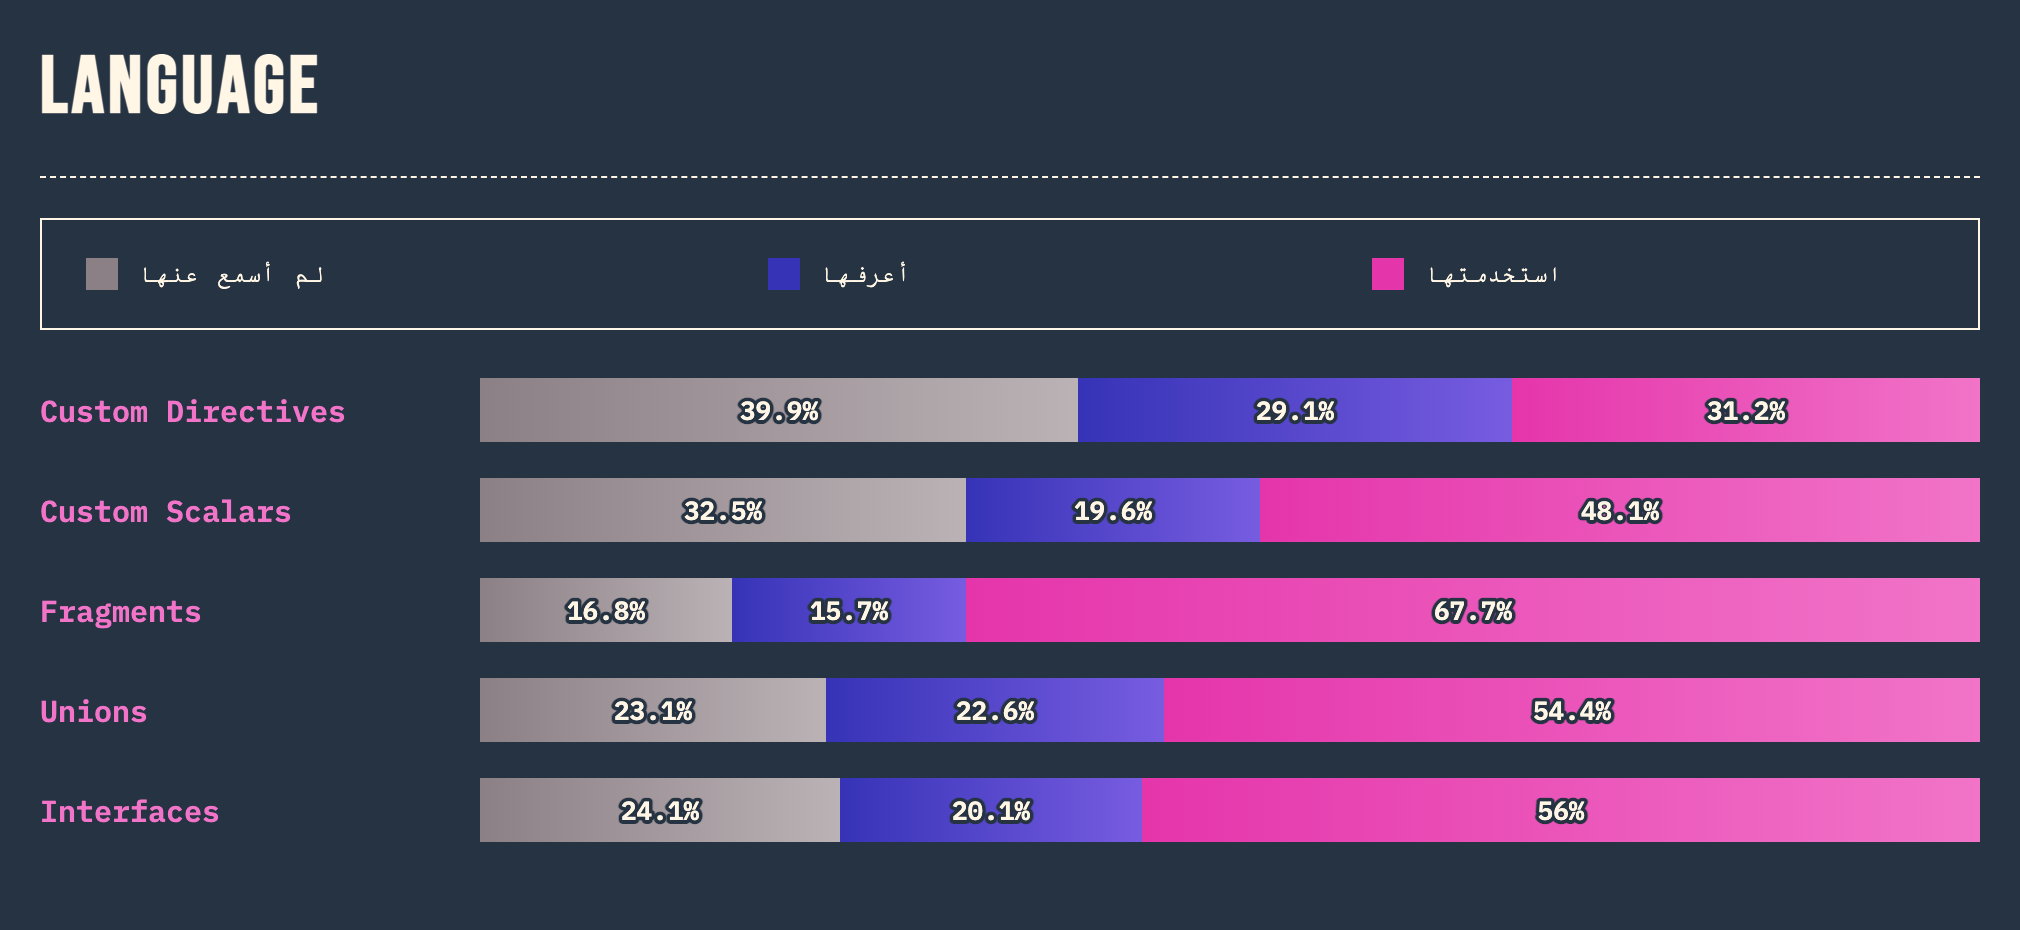 LANGUAGE
لم أسمع عنها
أعرفها
استخدمتها
Custom Directives 39.9% 29.1% 31.2%
Custom Scalars 32.5% 19.6% 48.1%
Fragments 16.8% 15.7% 67.7%
Unions 23.1% 22.6% 54.4%
Interfaces 24.1% 20.1% 56%